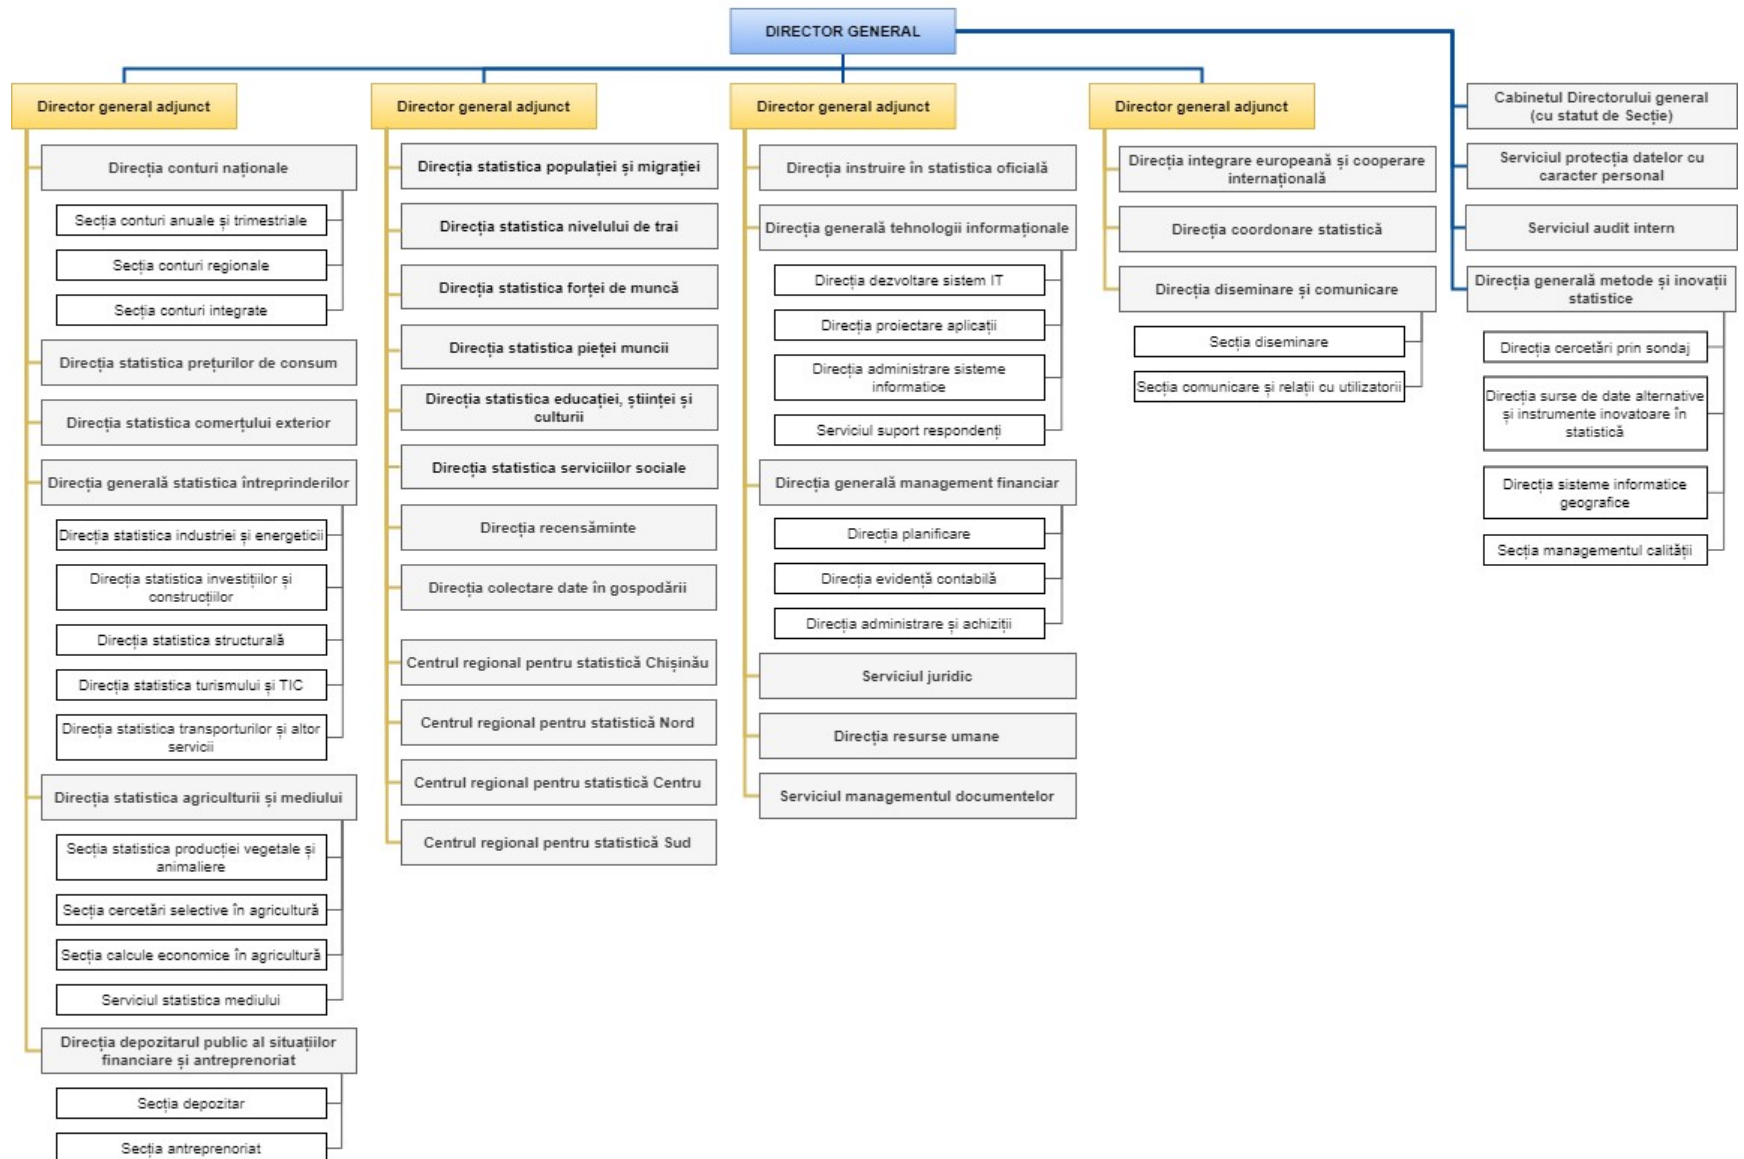 DIRECTOR GENERAL
Director general adjunct
Direcția conturi naționale
Secția conturi anuale și trimestriale
Secția conturi regionale
Secția conturi integrate
Direcția statistica prețurilor de consum
Direcția statistica comerțului exterior
Direcția generală statistica întreprinderilor
Direcția statistica industriei și energeticii
Direcția statistica investițiilor și
construcțiilor
Direcția statistica structurală
Direcția statistica turismului și TIC
Direcția statistica transporturilor și altor
servicii
Direcția statistica agriculturii și mediului
Secția statistica producției vegetale și
animaliere
Secția cercetări selective în agricultură
Secția calcule economice în agricultură
Serviciul statistica mediului
Direcția depozitarul public al situațiilor
financiare și antreprenoriat
Secția depozitar
Secția antreprenoriat
Director general adjunct
Direcția statistica populației și migrației
Direcția statistica nivelului de trai
Direcția statistica forței de muncă
Direcția statistica pieței muncii
Direcția statistica educației, științei și
culturii
Direcția statistica serviciilor sociale
Direcția recensăminte
Direcția colectare date în gospodării
Centrul regional pentru statistică Chișinău
Centrul regional pentru statistică Nord
Centrul regional pentru statistică Centru
Centrul regional pentru statistică Sud
Director general adjunct
Direcția instruire în statistica oficială
Direcția generală tehnologii informaționale
Direcția dezvoltare sistem IT
Direcția proiectare aplicații
Direcția administrare sisteme
informatice
Serviciul suport respondenți
Direcția generală management financiar
Direcția planificare
Direcția evidență contabilă
Direcția administrare și achiziții
Serviciul juridic
Direcția resurse umane
Serviciul managementul documentelor
Director general adjunct
Direcția integrare europeană și cooperare
internațională
Direcția coordonare statistică
Direcția diseminare și comunicare
Secția diseminare
Secția comunicare și relații cu utilizatorii
Cabinetul Directorului general
(cu statut de Secție)
Serviciul protecția datelor cu
caracter personal
Serviciul audit intern
Direcția generală metode și inovații
statistice
Direcția cercetări prin sondaj
Direcția surse de date alternative
și instrumente inovatoare în
statistică
Direcția sisteme informatice
geografice
Secția managementul calității